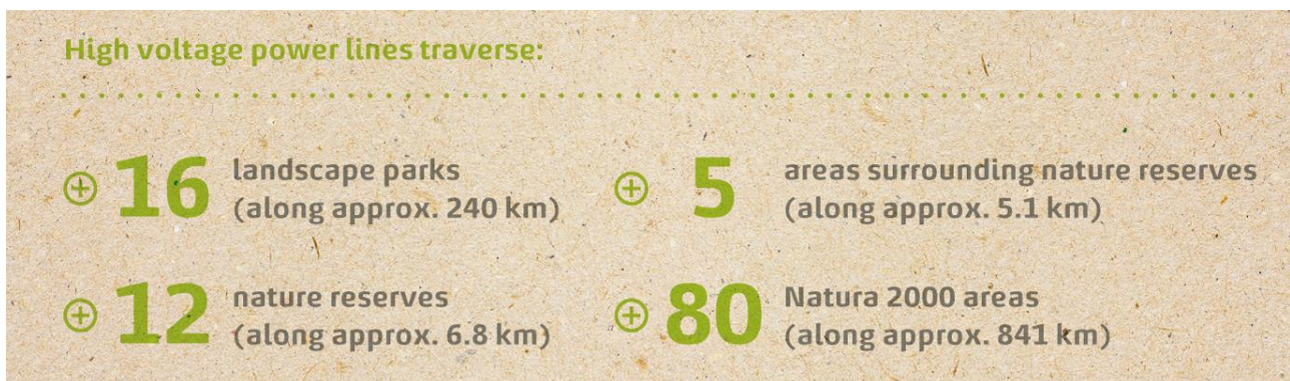 High voltage power lines traverse:
16 landscape parks
(along approx. 240 km)
5 areas surrounding nature reserves
(along approx. 5.1 km)
12 nature reserves
(along approx. 6.8 km)
80 Natura 2000 areas
(along approx. 841 km)